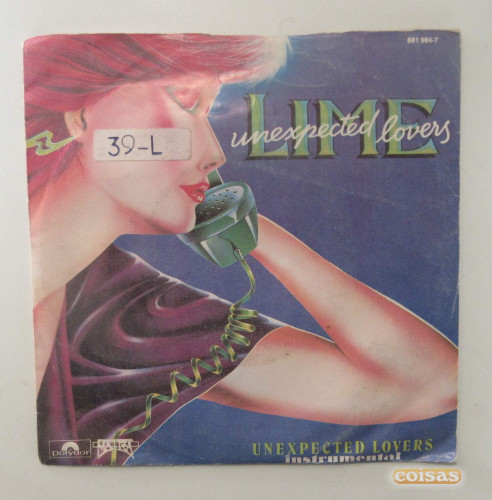 881 984-7
LIME
unexpected lovers
39-L
UNEXPECTED LOVERS
instrumental
Polydor
coisas